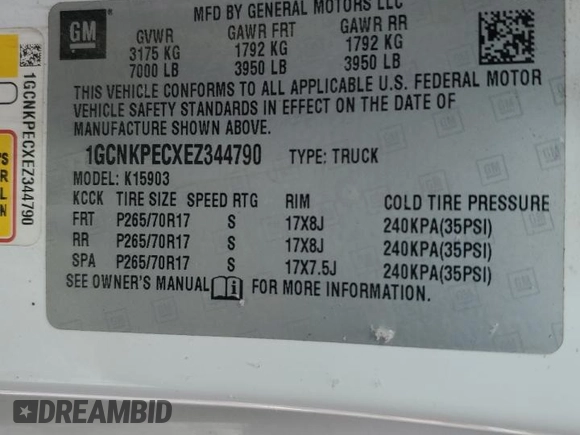 MFD BY GENERAL MOTORS LLC
GM
GVWR GAWR FRT GAWR RR
3175 KG 1792 KG 1792 KG
7000 LB 3950 LB 3950 LB
THIS VEHICLE CONFORMS TO ALL APPLICABLE U.S. FEDERAL MOTOR
VEHICLE SAFETY STANDARDS IN EFFECT ON THE DATE OF
MANUFACTURE SHOWN ABOVE.
1GCNKPECXEZ344790 TYPE: TRUCK
MODEL: K15903
KCCK TIRE SIZE SPEED RTG RIM COLD TIRE PRESSURE
FRT P265/70R17 S 17X8J 240KPA(35PSI)
RR P265/70R17 S 17X8J 240KPA(35PSI)
SPA P265/70R17 S 17X7.5J 240KPA(35PSI)
SEE OWNER'S MANUAL i FOR MORE INFORMATION.
1GCNKPECXEZ344790
DREAMBID